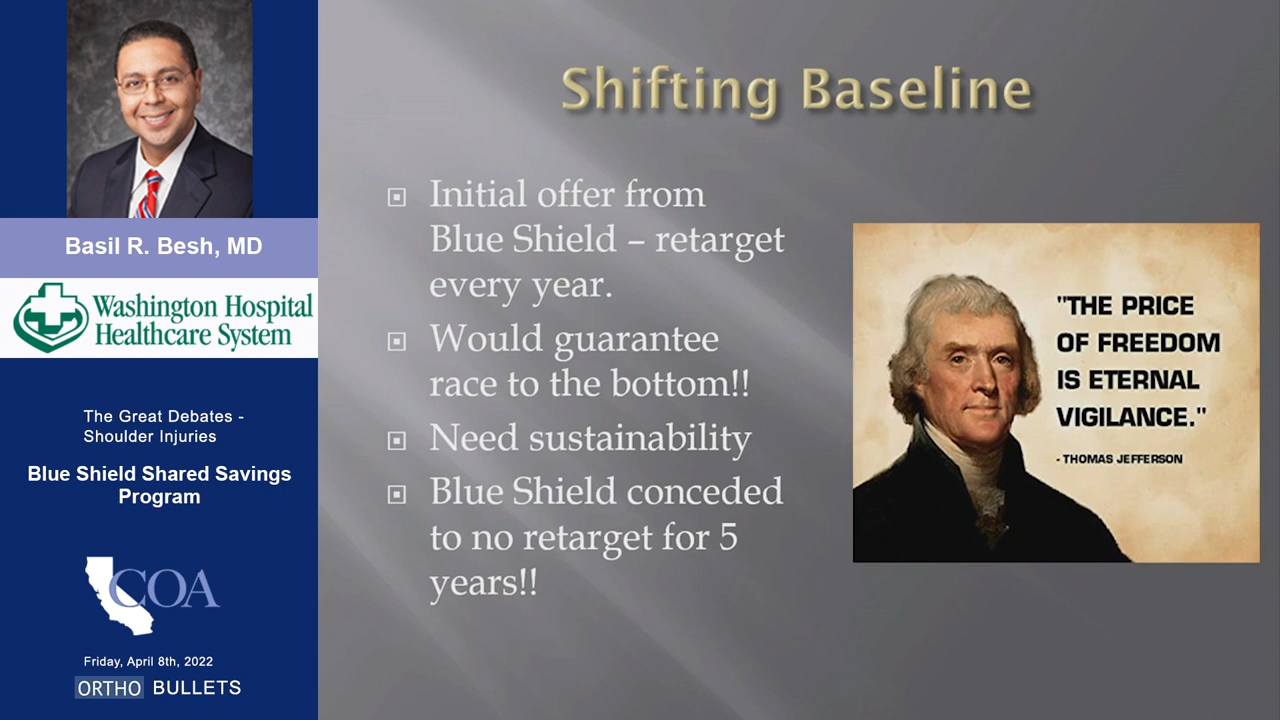 Basil R. Besh, MD
Washington Hospital
Healthcare System
The Great Debates -
Shoulder Injuries
Blue Shield Shared Savings
Program
COA
Friday, April 8th, 2022
ORTHO BULLETS
Shifting Baseline
Initial offer from
Blue Shield – retarget
every year.
Would guarantee
race to the bottom!!
Need sustainability
Blue Shield conceded
to no retarget for 5
years!!
"THE PRICE
OF FREEDOM
IS ETERNAL
VIGILANCE."
- THOMAS JEFFERSON